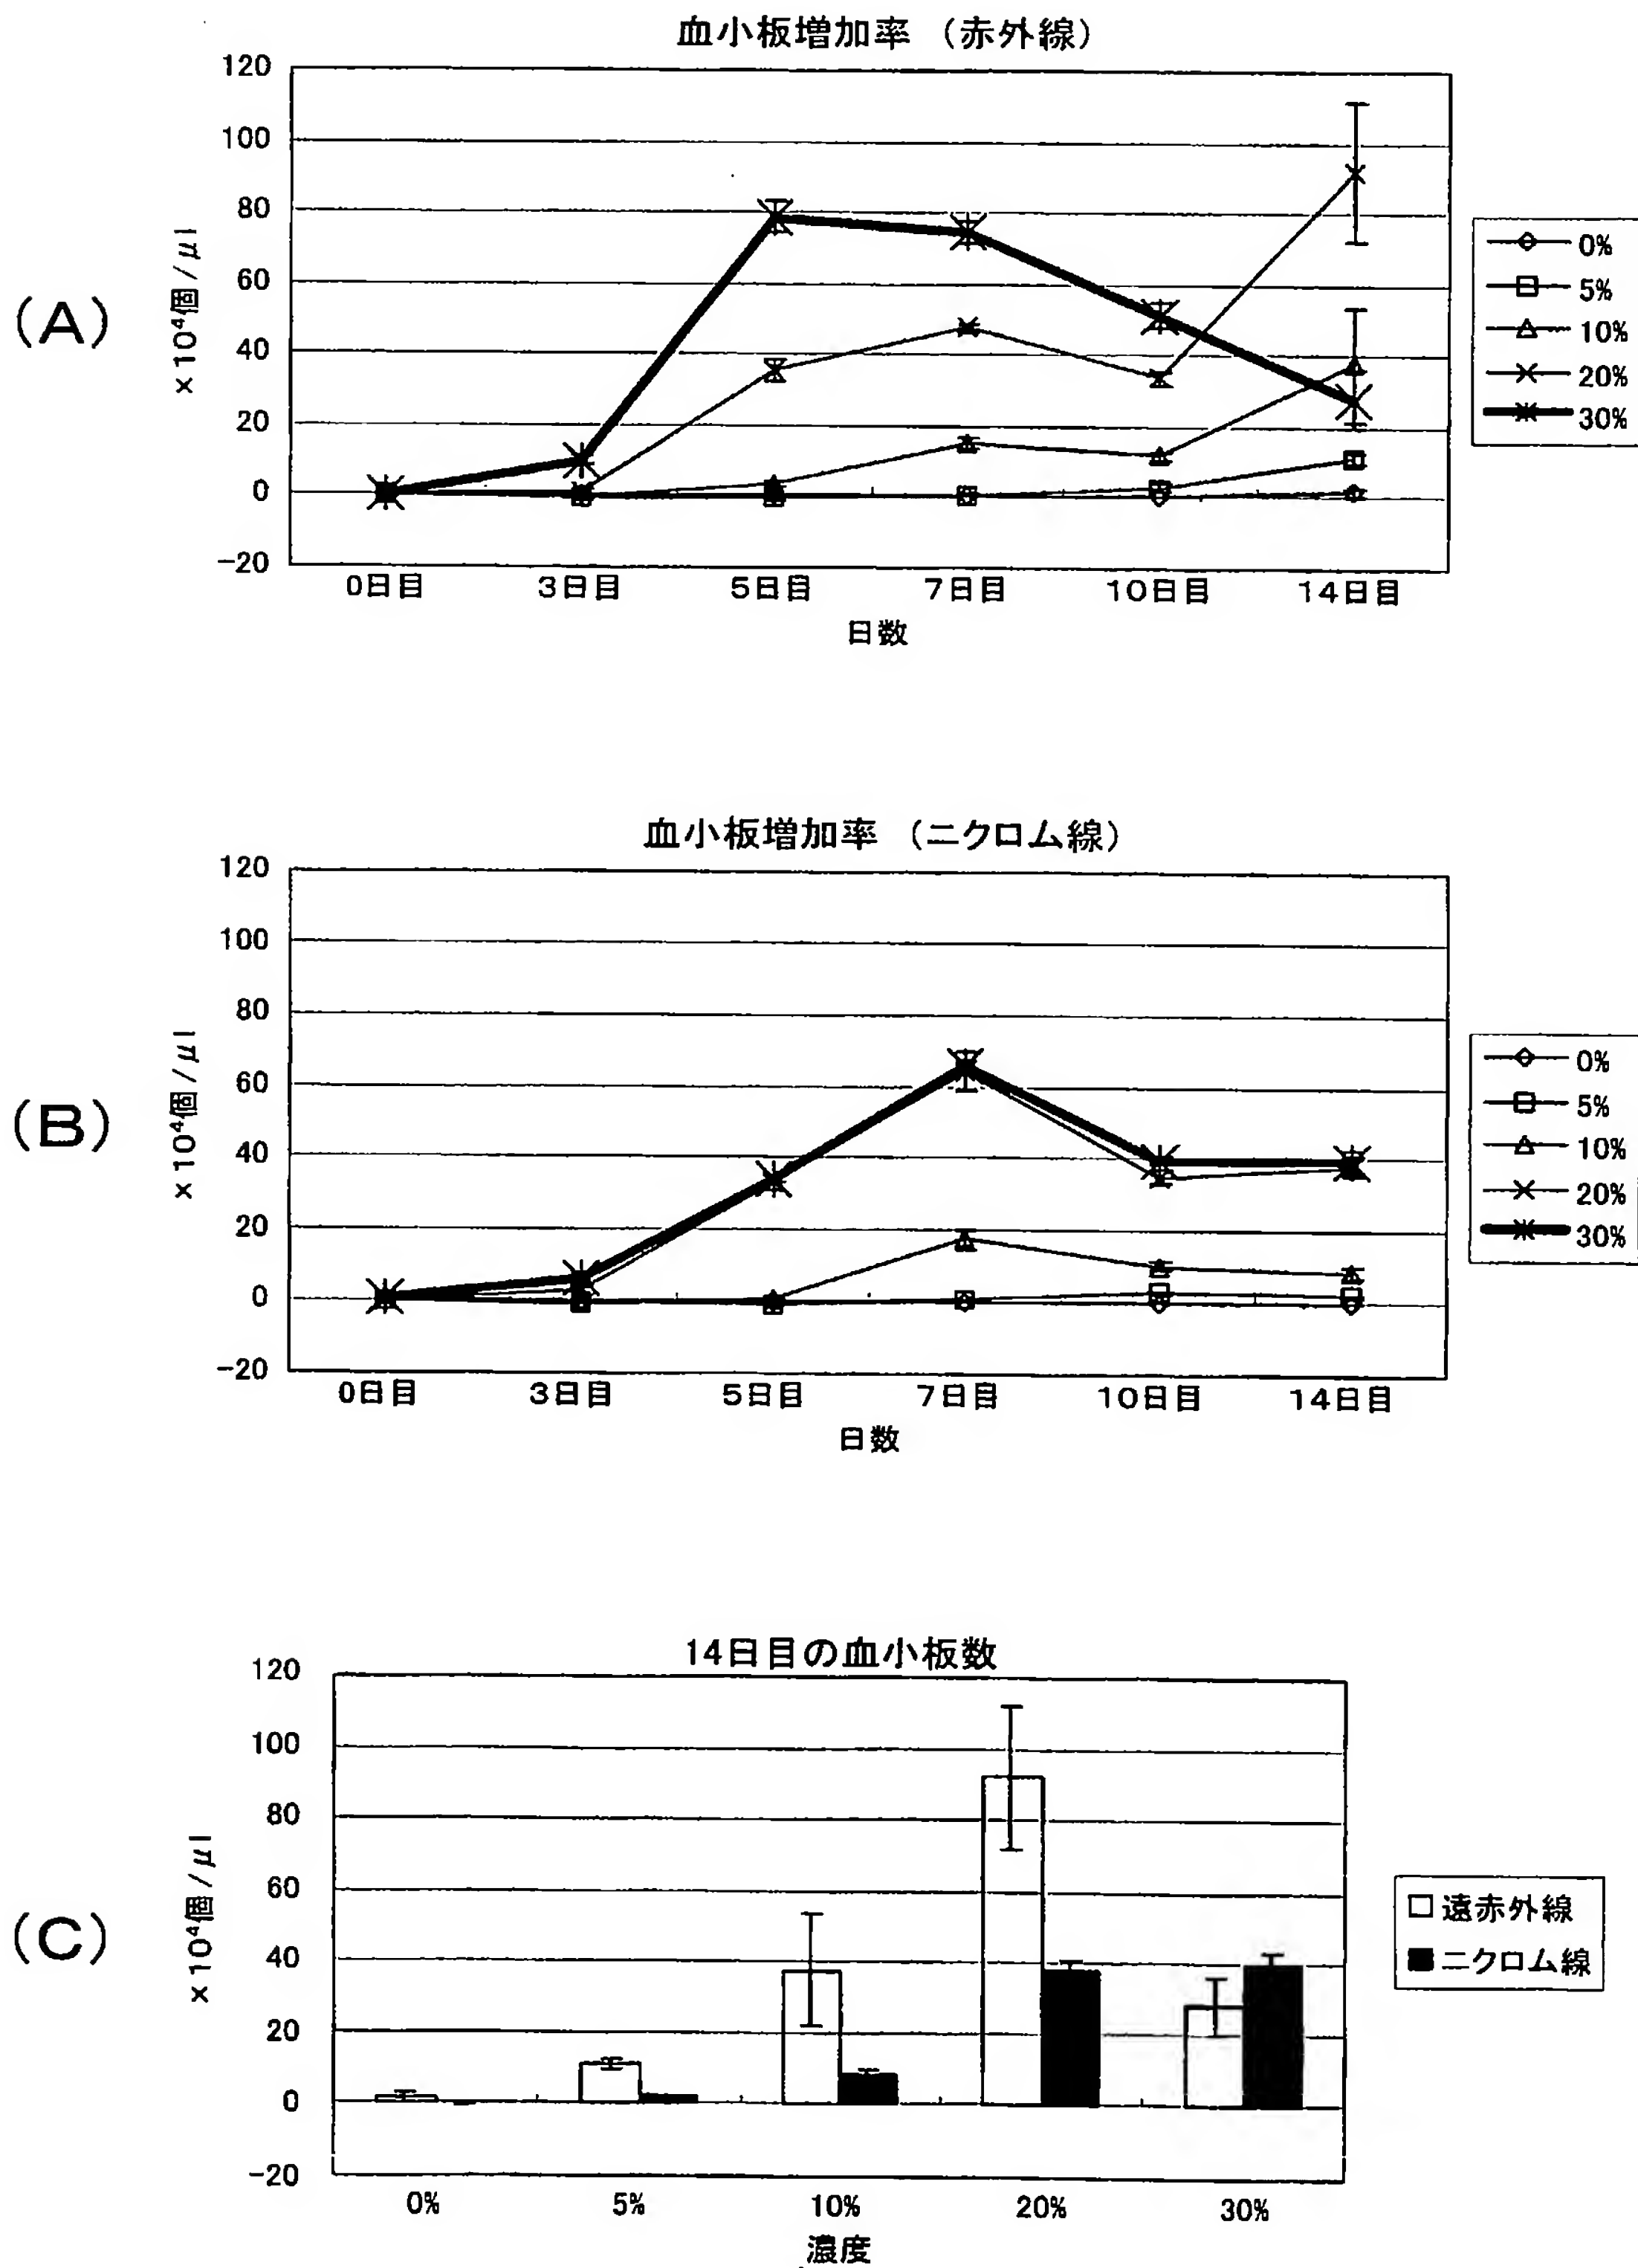 血小板増加率 (赤外線)
120
100
80
60
40
20
0
-20
×10⁴個/μl
(A)
0日目 3日目 5日目 7日目 10日目 14日目
日数
0%
5%
10%
20%
30%
血小板増加率 (ニクロム線)
120
100
80
60
40
20
0
-20
×10⁴個/μl
(B)
0日目 3日目 5日目 7日目 10日目 14日目
日数
0%
5%
10%
20%
30%
14日目の血小板数
120
100
80
60
40
20
0
-20
×10⁴個/μl
(C)
0% 5% 10% 20% 30%
濃度
遠赤外線
ニクロム線